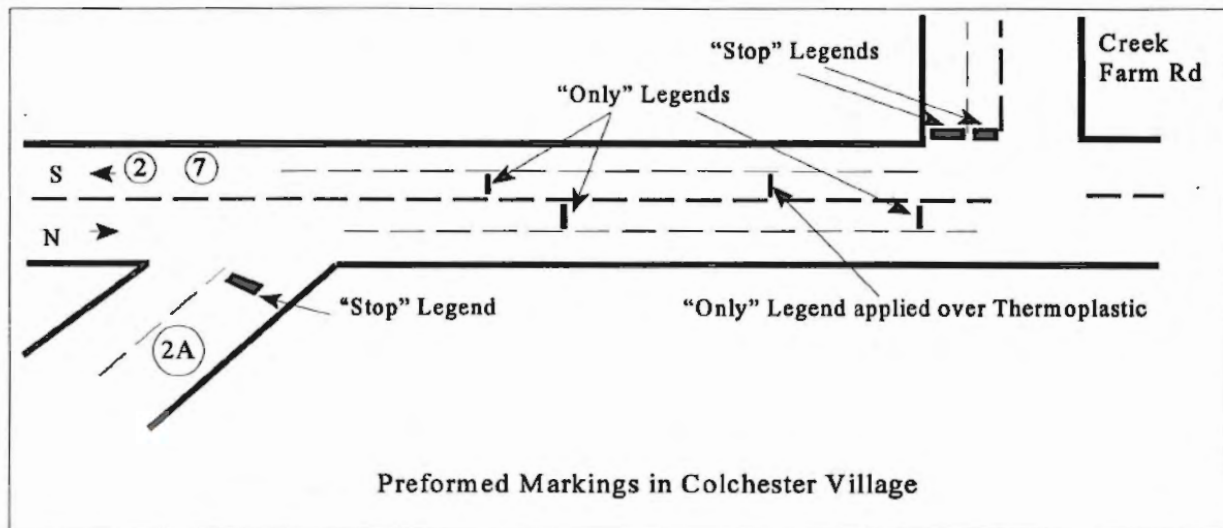 Creek
Farm Rd
"Stop" Legends
"Only" Legends
S
2
7
N
"Stop" Legend
2A
"Only" Legend applied over Thermoplastic
Preformed Markings in Colchester Village